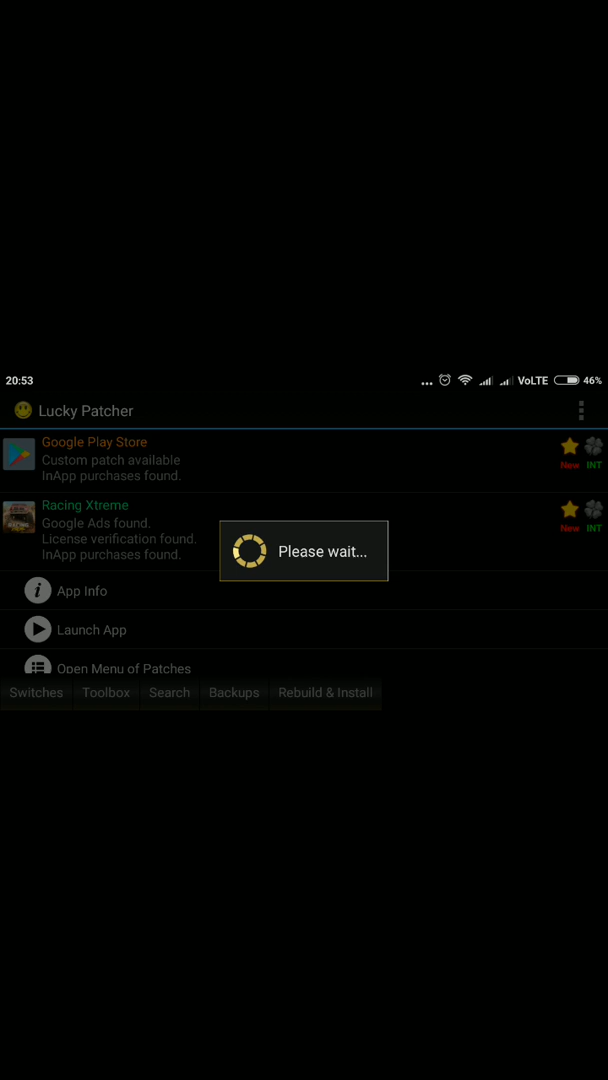 20:53 ... VoLTE 46%
Lucky Patcher
Google Play Store
Custom patch available
InApp purchases found.
New INT
Racing Xtreme
Google Ads found.
License verification found.
InApp purchases found.
New INT
Please wait...
App Info
Launch App
Open Menu of Patches
Switches Toolbox Search Backups Rebuild & Install